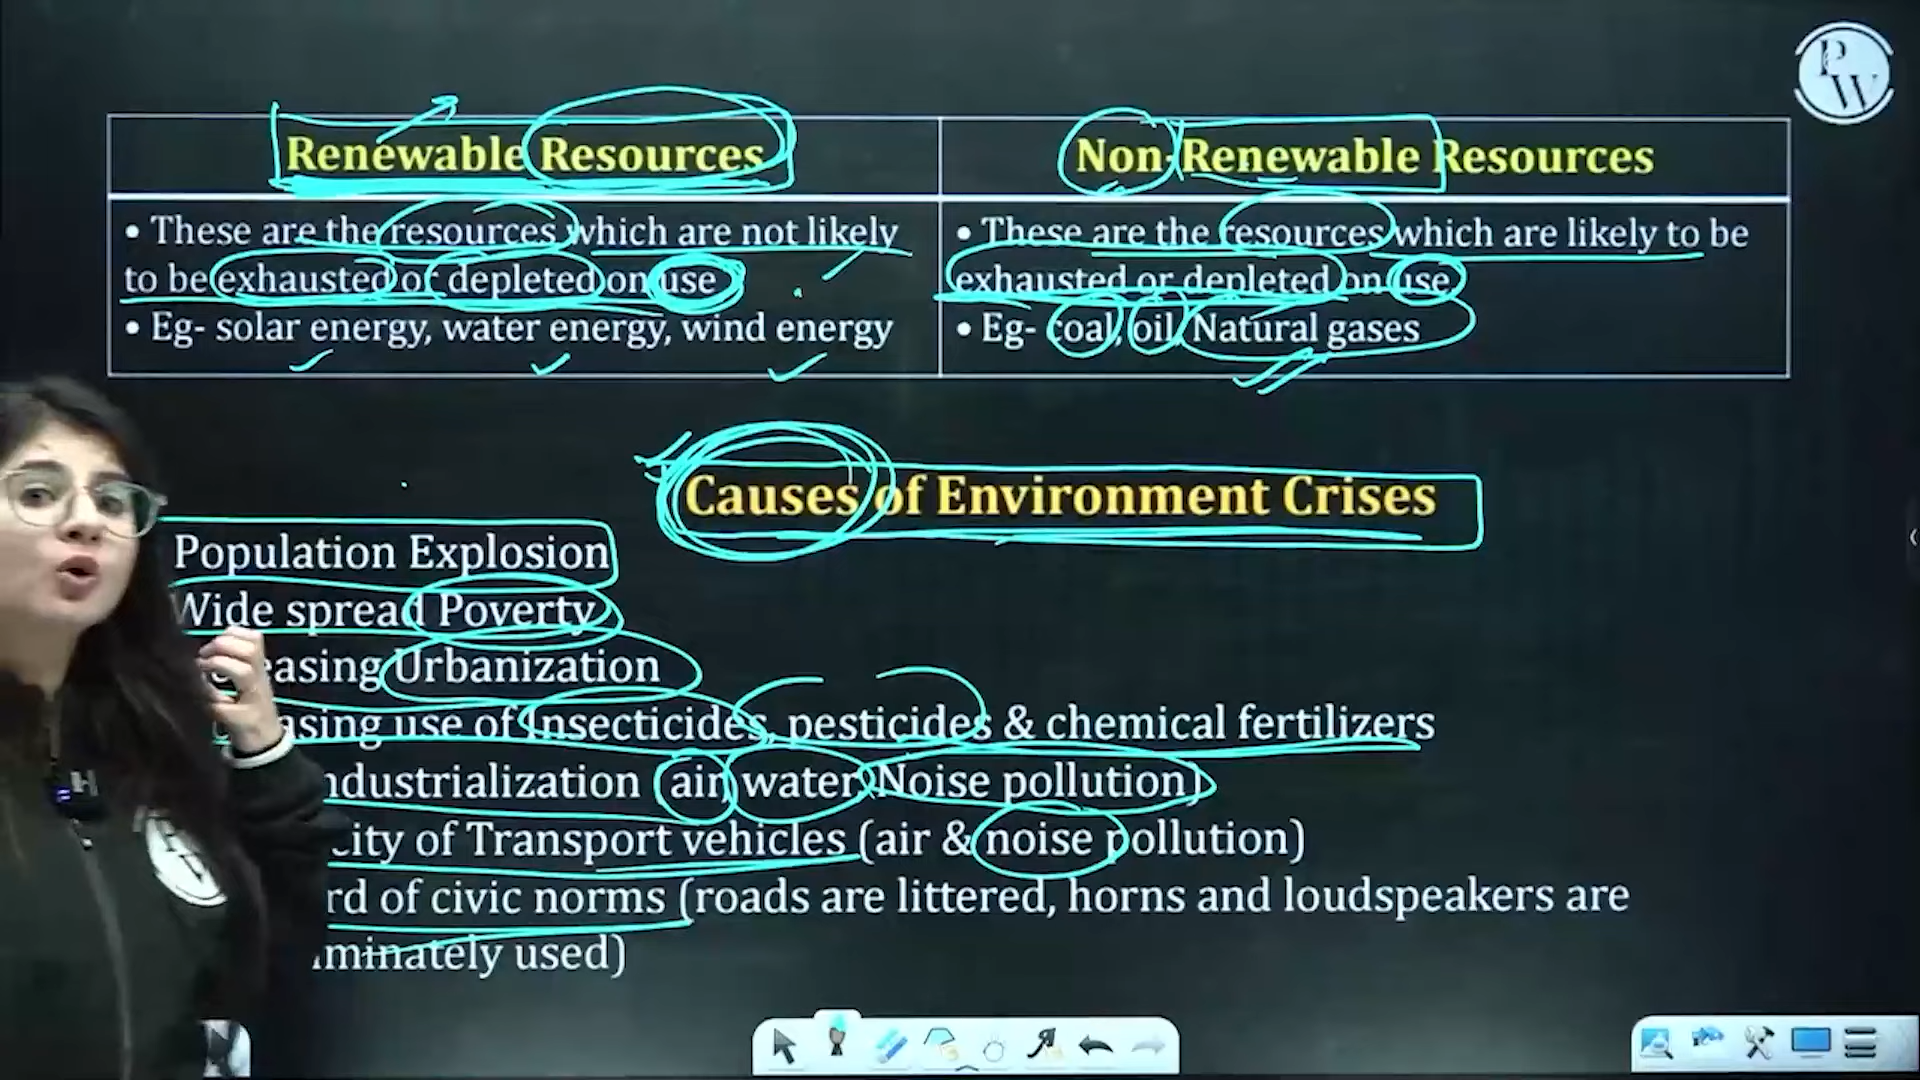 PW
Renewable Resources
Non-Renewable Resources
• These are the resources which are not likely
to be exhausted or depleted on use
• Eg- solar energy, water energy, wind energy
• These are the resources which are likely to be
exhausted or depleted on use
• Eg- coal, oil, Natural gases
Causes of Environment Crises
Population Explosion
Wide spread Poverty
easing Urbanization
asing use of Insecticides, pesticides & chemical fertilizers
ndustrialization (air, water, Noise pollution)
city of Transport vehicles (air & noise pollution)
rd of civic norms (roads are littered, horns and loudspeakers are
iminately used)